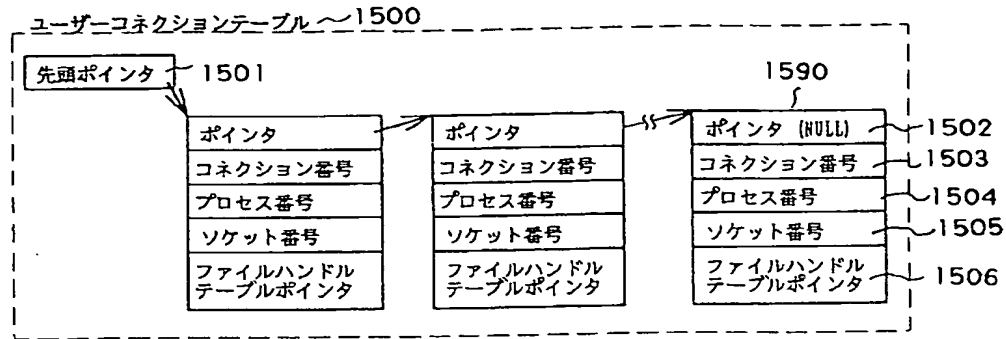 ユーザーコネクションテーブル 1500
先頭ポインタ 1501
1590
ポインタ
コネクション番号
プロセス番号
ソケット番号
ファイルハンドル
テーブルポインタ
ポインタ
コネクション番号
プロセス番号
ソケット番号
ファイルハンドル
テーブルポインタ
ポインタ (NULL) 1502
コネクション番号 1503
プロセス番号 1504
ソケット番号 1505
ファイルハンドル
テーブルポインタ 1506